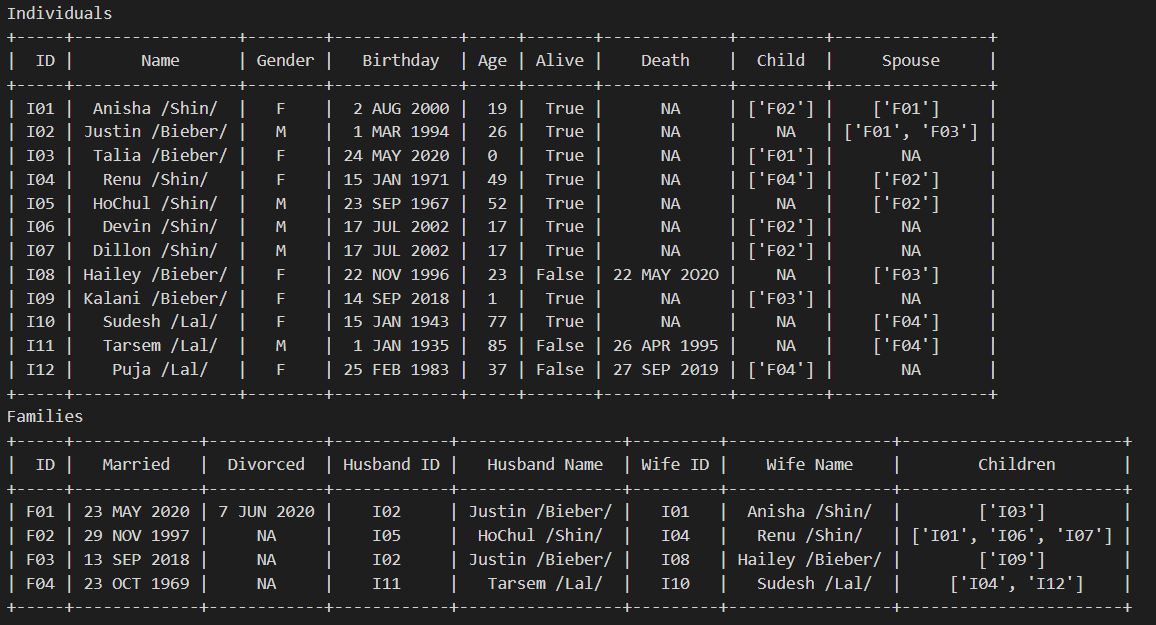 Individuals
+-----+-----------------+--------+-------------+-----+-------+-------------+---------+----------------+
|  ID |       Name      | Gender |   Birthday  | Age | Alive |    Death    |  Child  |     Spouse     |
+-----+-----------------+--------+-------------+-----+-------+-------------+---------+----------------+
| I01 |  Anisha /Shin/  |   F    |  2 AUG 2000 |  19 |  True |      NA     | ['F02'] |    ['F01']     |
| I02 | Justin /Bieber/ |   M    |  1 MAR 1994 |  26 |  True |      NA     |    NA   | ['F01', 'F03'] |
| I03 |  Talia /Bieber/ |   F    | 24 MAY 2020 |  0  |  True |      NA     | ['F01'] |       NA       |
| I04 |   Renu /Shin/   |   F    | 15 JAN 1971 |  49 |  True |      NA     | ['F04'] |    ['F02']     |
| I05 |  HoChul /Shin/  |   M    | 23 SEP 1967 |  52 |  True |      NA     |    NA   |    ['F02']     |
| I06 |   Devin /Shin/  |   M    | 17 JUL 2002 |  17 |  True |      NA     | ['F02'] |       NA       |
| I07 |  Dillon /Shin/  |   M    | 17 JUL 2002 |  17 |  True |      NA     | ['F02'] |       NA       |
| I08 | Hailey /Bieber/ |   F    | 22 NOV 1996 |  23 | False | 22 MAY 2O2O |    NA   |    ['F03']     |
| I09 | Kalani /Bieber/ |   F    | 14 SEP 2018 |  1  |  True |      NA     | ['F03'] |       NA       |
| I10 |   Sudesh /Lal/  |   F    | 15 JAN 1943 |  77 |  True |      NA     |    NA   |    ['F04']     |
| I11 |   Tarsem /Lal/  |   M    |  1 JAN 1935 |  85 | False | 26 APR 1995 |    NA   |    ['F04']     |
| I12 |    Puja /Lal/   |   F    | 25 FEB 1983 |  37 | False | 27 SEP 2019 | ['F04'] |       NA       |
+-----+-----------------+--------+-------------+-----+-------+-------------+---------+----------------+
Families
+-----+-------------+------------+------------+-----------------+---------+-----------------+-----------------------+
|  ID |   Married   |  Divorced  | Husband ID |   Husband Name  | Wife ID |    Wife Name    |        Children       |
+-----+-------------+------------+------------+-----------------+---------+-----------------+-----------------------+
| F01 | 23 MAY 2020 | 7 JUN 2020 |    I02     | Justin /Bieber/ |   I01   |  Anisha /Shin/  |        ['I03']        |
| F02 | 29 NOV 1997 |     NA     |    I05     |  HoChul /Shin/  |   I04   |   Renu /Shin/   | ['I01', 'I06', 'I07'] |
| F03 | 13 SEP 2018 |     NA     |    I02     | Justin /Bieber/ |   I08   | Hailey /Bieber/ |        ['I09']        |
| F04 | 23 OCT 1969 |     NA     |    I11     |   Tarsem /Lal/  |   I10   |   Sudesh /Lal/  |     ['I04', 'I12']    |
+-----+-------------+------------+------------+-----------------+---------+-----------------+-----------------------+